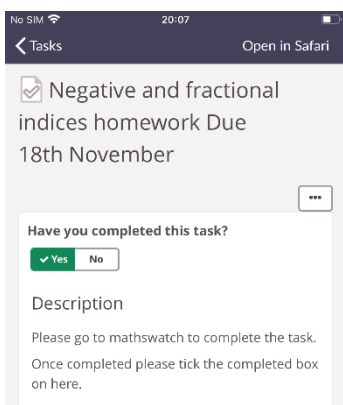 No SIM 20:07
Tasks Open in Safari
Negative and fractional
indices homework Due
18th November
Have you completed this task?
Yes No
Description
Please go to mathswatch to complete the task.
Once completed please tick the completed box
on here.